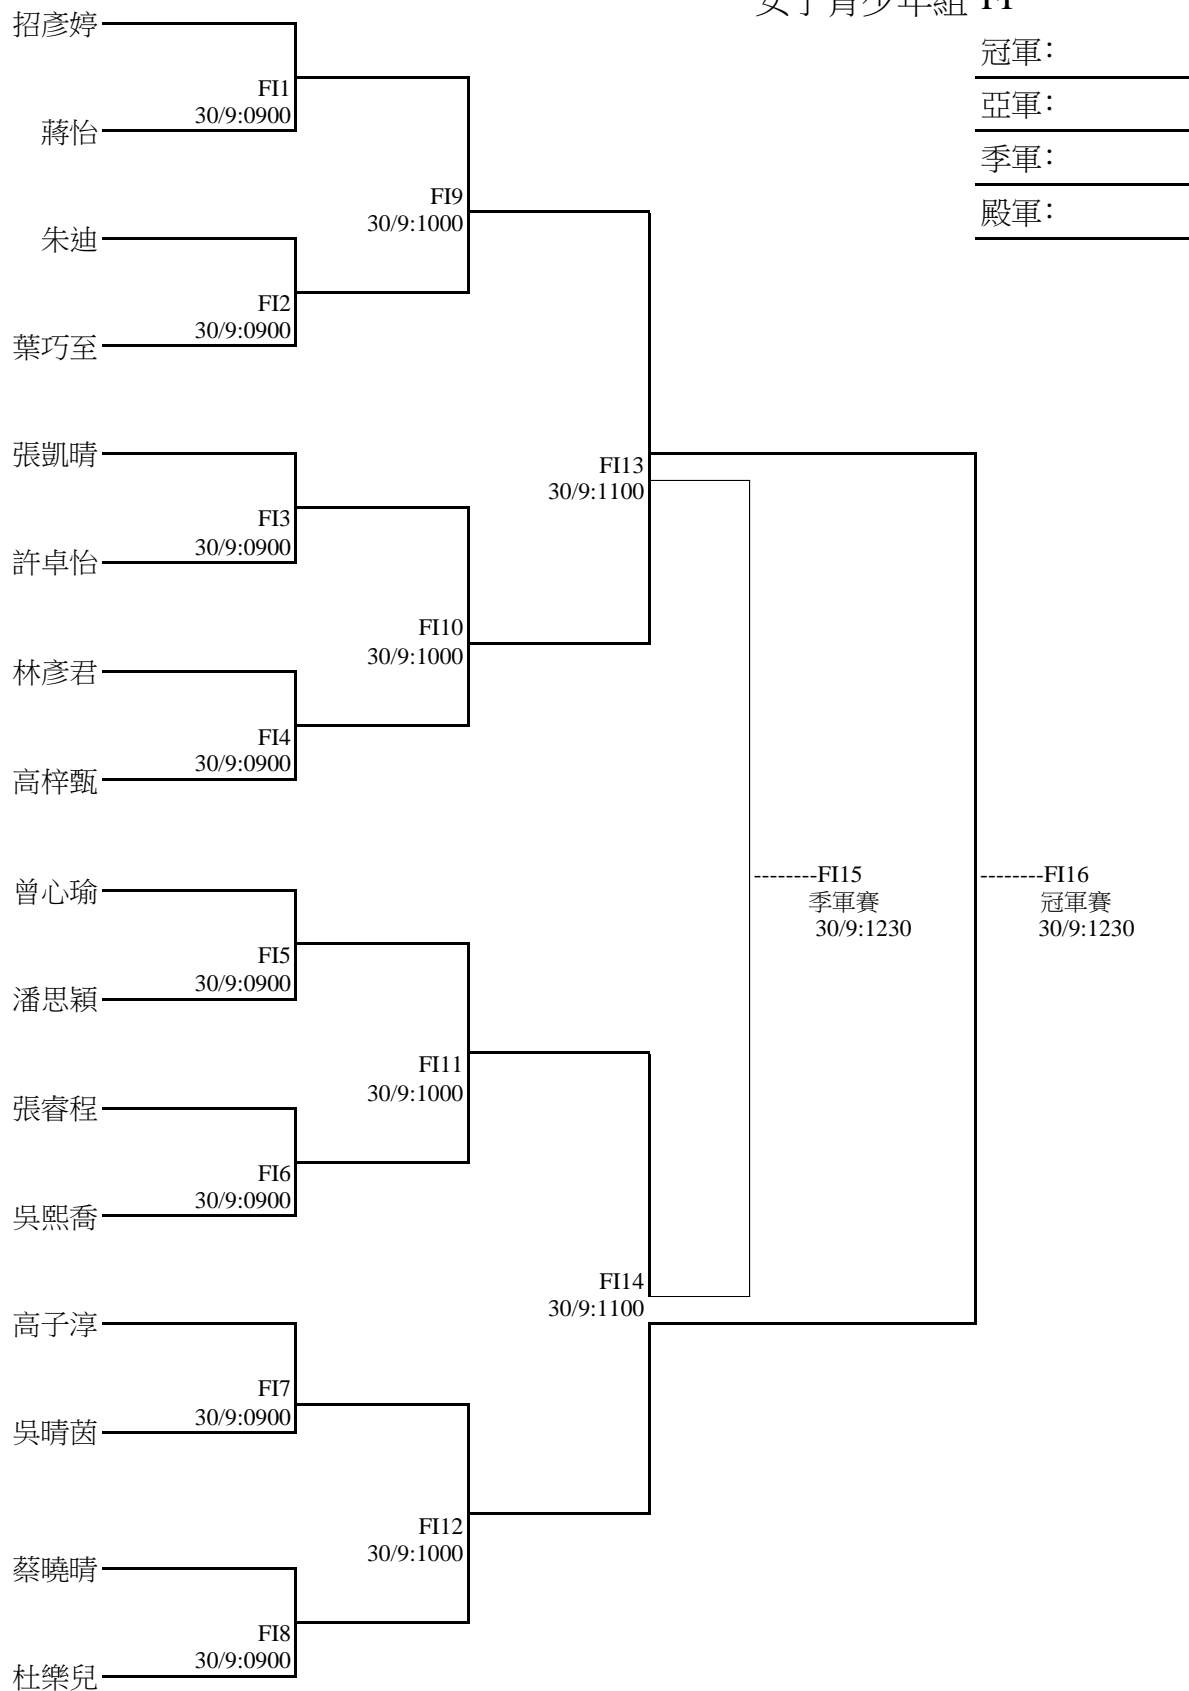 女子青少年組 FI
招彥婷
冠軍：
FI1
30/9:0900
亞軍：
蔣怡
季軍：
FI9
30/9:1000
殿軍：
朱迪
FI2
30/9:0900
葉巧至
張凱晴
FI13
30/9:1100
FI3
30/9:0900
許卓怡
FI10
30/9:1000
林彥君
FI4
30/9:0900
高梓甄
曾心瑜
--------FI15
季軍賽
30/9:1230
--------FI16
冠軍賽
30/9:1230
FI5
30/9:0900
潘思穎
FI11
30/9:1000
張睿程
FI6
30/9:0900
吳熙喬
FI14
30/9:1100
高子淳
FI7
30/9:0900
吳晴茵
FI12
30/9:1000
蔡曉晴
FI8
30/9:0900
杜樂兒